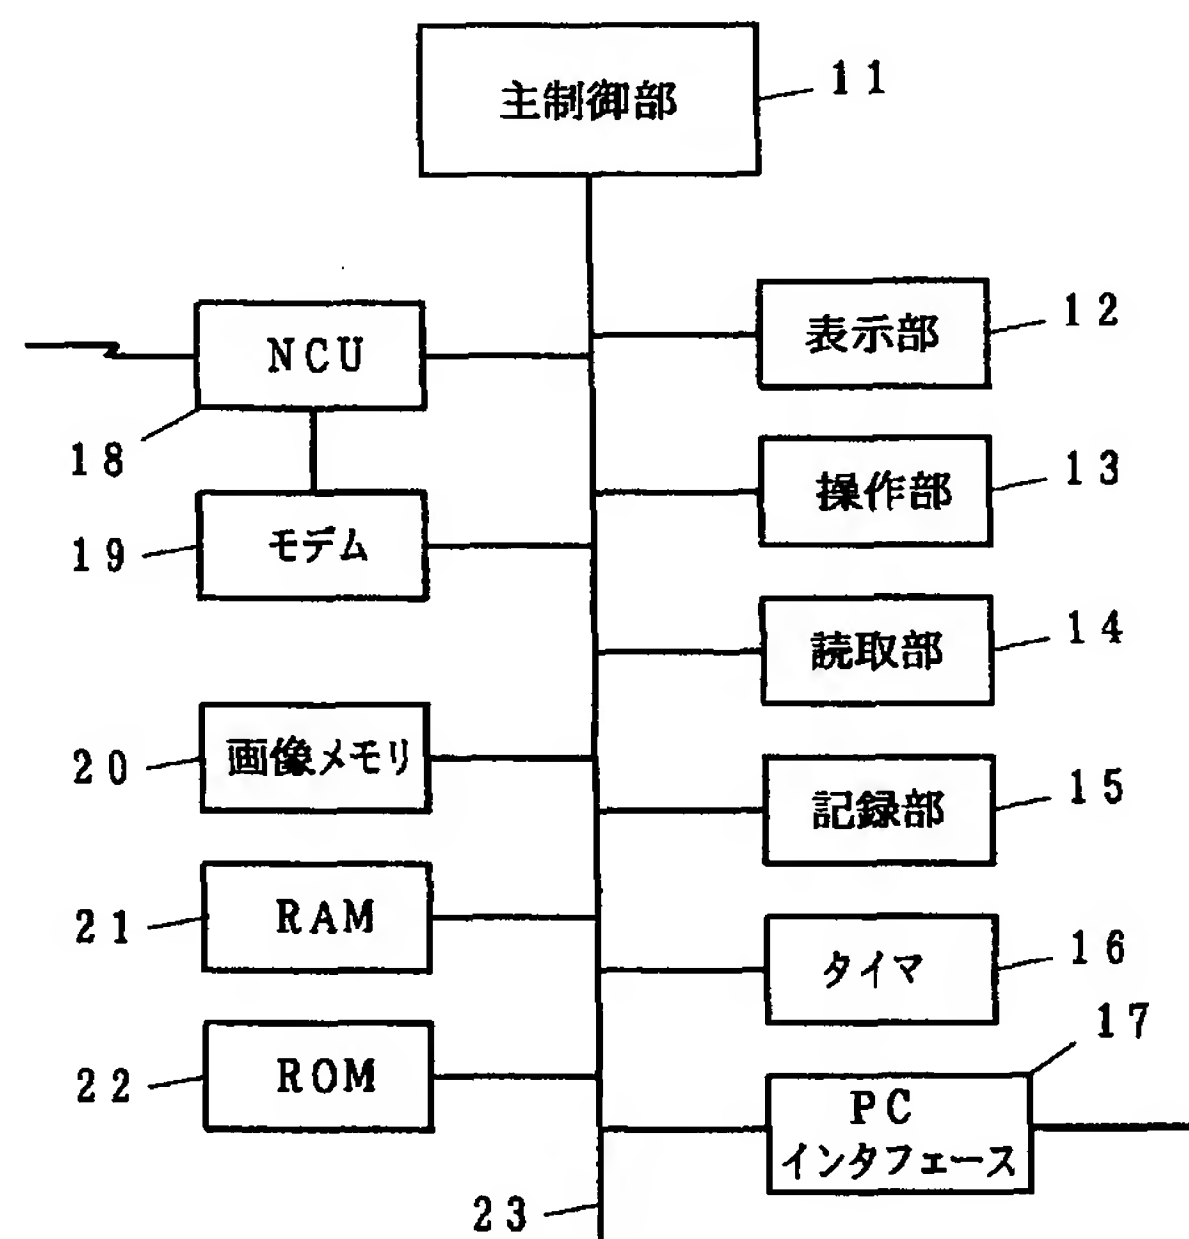 主制御部
11
NCU
18
表示部
12
モデム
19
操作部
13
読取部
14
画像メモリ
20
記録部
15
RAM
21
タイマ
16
ROM
22
PC
インタフェース
17
23